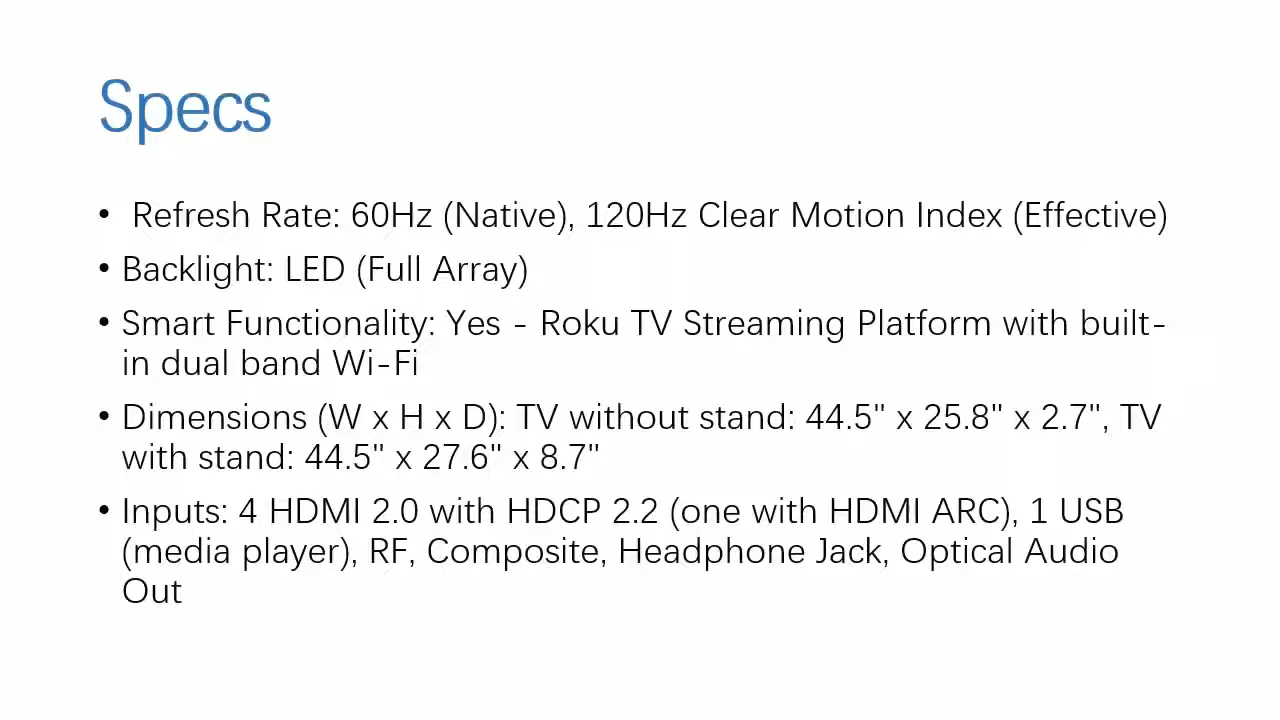 Specs
• Refresh Rate: 60Hz (Native), 120Hz Clear Motion Index (Effective)
• Backlight: LED (Full Array)
• Smart Functionality: Yes - Roku TV Streaming Platform with built-
in dual band Wi-Fi
• Dimensions (W x H x D): TV without stand: 44.5" x 25.8" x 2.7", TV
with stand: 44.5" x 27.6" x 8.7"
• Inputs: 4 HDMI 2.0 with HDCP 2.2 (one with HDMI ARC), 1 USB
(media player), RF, Composite, Headphone Jack, Optical Audio
Out